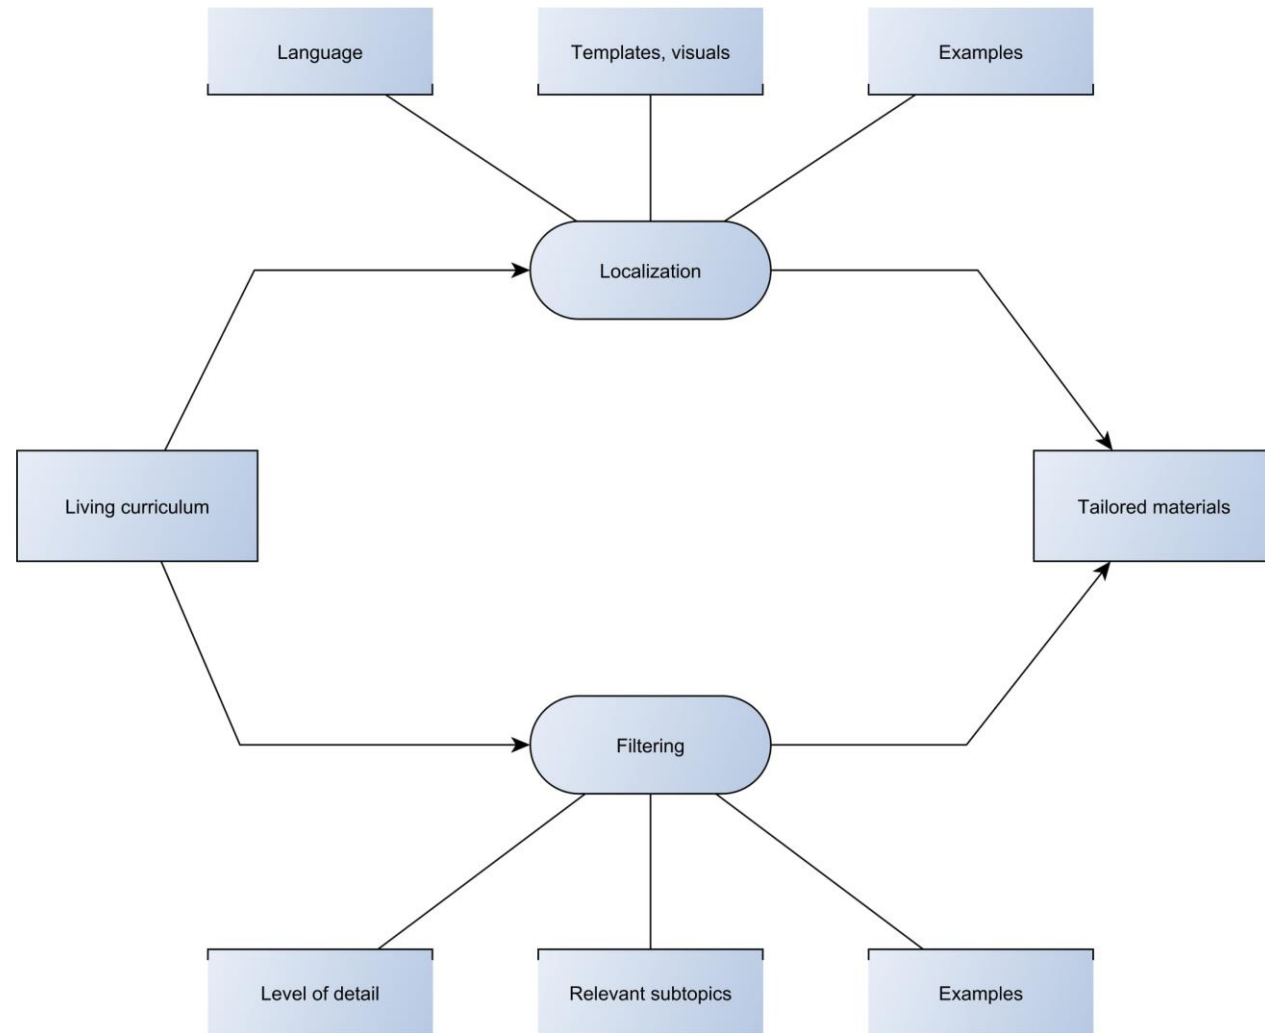 Language
Templates, visuals
Examples
Localization
Living curriculum
Tailored materials
Filtering
Level of detail
Relevant subtopics
Examples